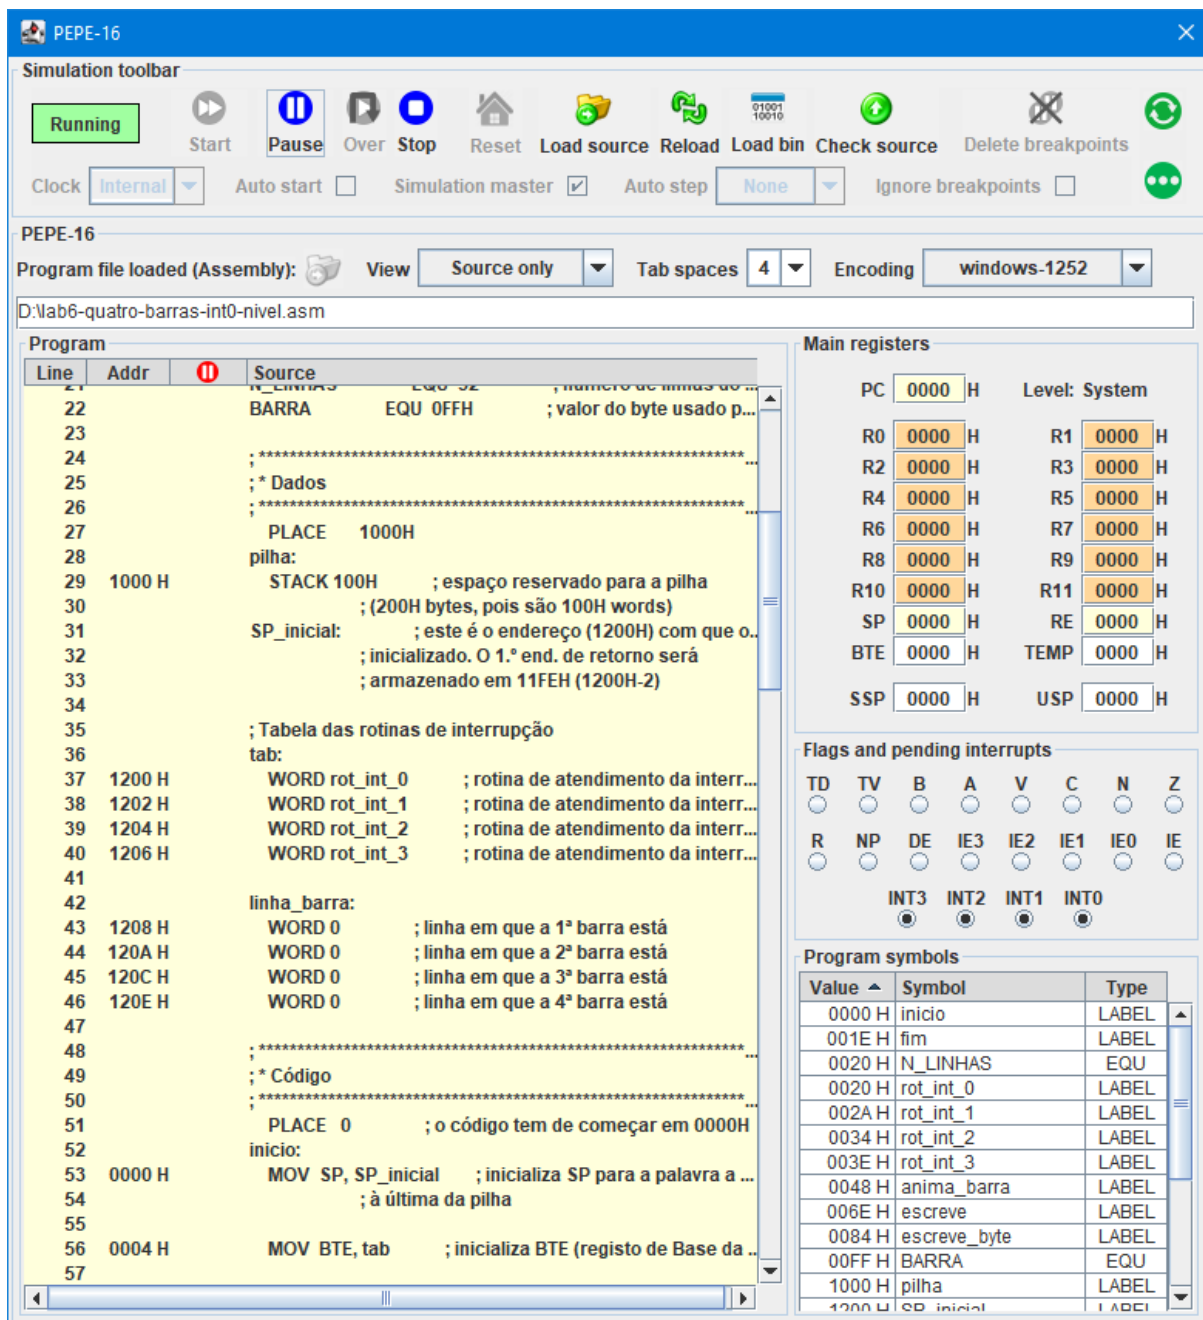 PEPE-16
Simulation toolbar
Running
Start Pause Over Stop Reset Load source Reload Load bin Check source Delete breakpoints
01001
10010
Clock Internal Auto start Simulation master Auto step None Ignore breakpoints
PEPE-16
Program file loaded (Assembly): View Source only Tab spaces 4 Encoding windows-1252
D:\lab6-quatro-barras-int0-nivel.asm
Program
Line Addr Source
21 N_LINHAS EQU 32 ; número de linhas do ...
22 BARRA EQU 0FFH ; valor do byte usado p...
23
24 ; ****************************************************************...
25 ; * Dados
26 ; ****************************************************************...
27 PLACE 1000H
28 pilha:
29 1000 H STACK 100H ; espaço reservado para a pilha
30 ; (200H bytes, pois são 100H words)
31 SP_inicial: ; este é o endereço (1200H) com que o...
32 ; inicializado. O 1.º end. de retorno será
33 ; armazenado em 11FEH (1200H-2)
34
35 ; Tabela das rotinas de interrupção
36 tab:
37 1200 H WORD rot_int_0 ; rotina de atendimento da interr...
38 1202 H WORD rot_int_1 ; rotina de atendimento da interr...
39 1204 H WORD rot_int_2 ; rotina de atendimento da interr...
40 1206 H WORD rot_int_3 ; rotina de atendimento da interr...
41
42 linha_barra:
43 1208 H WORD 0 ; linha em que a 1ª barra está
44 120A H WORD 0 ; linha em que a 2ª barra está
45 120C H WORD 0 ; linha em que a 3ª barra está
46 120E H WORD 0 ; linha em que a 4ª barra está
47
48 ; ****************************************************************...
49 ; * Código
50 ; ****************************************************************...
51 PLACE 0 ; o código tem de começar em 0000H
52 inicio:
53 0000 H MOV SP, SP_inicial ; inicializa SP para a palavra a ...
54 ; à última da pilha
55
56 0004 H MOV BTE, tab ; inicializa BTE (registo de Base da ...
57
Main registers
PC 0000 H Level: System
R0 0000 H R1 0000 H
R2 0000 H R3 0000 H
R4 0000 H R5 0000 H
R6 0000 H R7 0000 H
R8 0000 H R9 0000 H
R10 0000 H R11 0000 H
SP 0000 H RE 0000 H
BTE 0000 H TEMP 0000 H
SSP 0000 H USP 0000 H
Flags and pending interrupts
TD TV B A V C N Z
R NP DE IE3 IE2 IE1 IE0 IE
INT3 INT2 INT1 INT0
Program symbols
Value Symbol Type
0000 H inicio LABEL
001E H fim LABEL
0020 H N_LINHAS EQU
0020 H rot_int_0 LABEL
002A H rot_int_1 LABEL
0034 H rot_int_2 LABEL
003E H rot_int_3 LABEL
0048 H anima_barra LABEL
006E H escreve LABEL
0084 H escreve_byte LABEL
00FF H BARRA EQU
1000 H pilha LABEL
1200 H SP_inicial LABEL